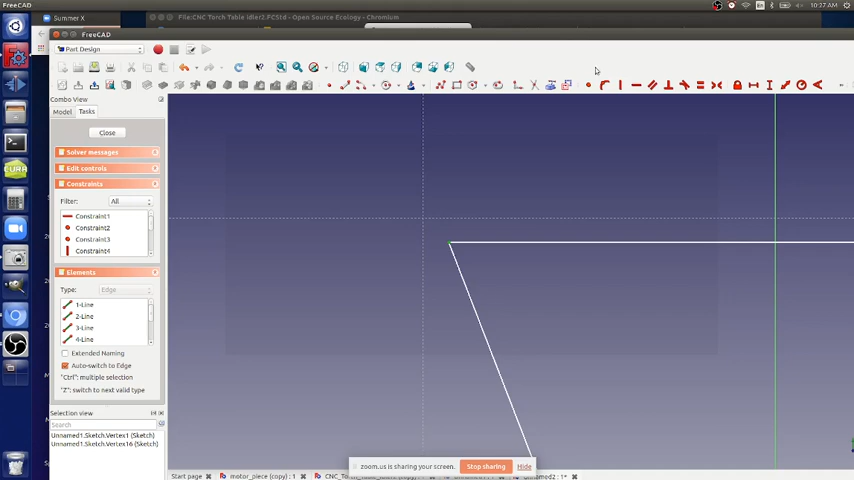 FreeCAD
En
10:27 AM
Summer X
File:CNC Torch Table Idler2.FCStd - Open Source Ecology - Chromium
FreeCAD
Part Design
Combo View
Model
Tasks
Close
Solver messages
Edit controls
Constraints
Filter:
All
Constraint1
Constraint2
Constraint3
Constraint4
Elements
Type:
Edge
1-Line
2-Line
3-Line
4-Line
Extended Naming
Auto-switch to Edge
"Ctrl": multiple selection
"Z": switch to next valid type
Selection view
Search
Unnamed1.Sketch.Vertex1 (Sketch)
Unnamed1.Sketch.Vertex16 (Sketch)
zoom.us is sharing your screen.
Stop sharing
Hide
Start page
motor_piece (copy) : 1
Unnamed2 : 1*